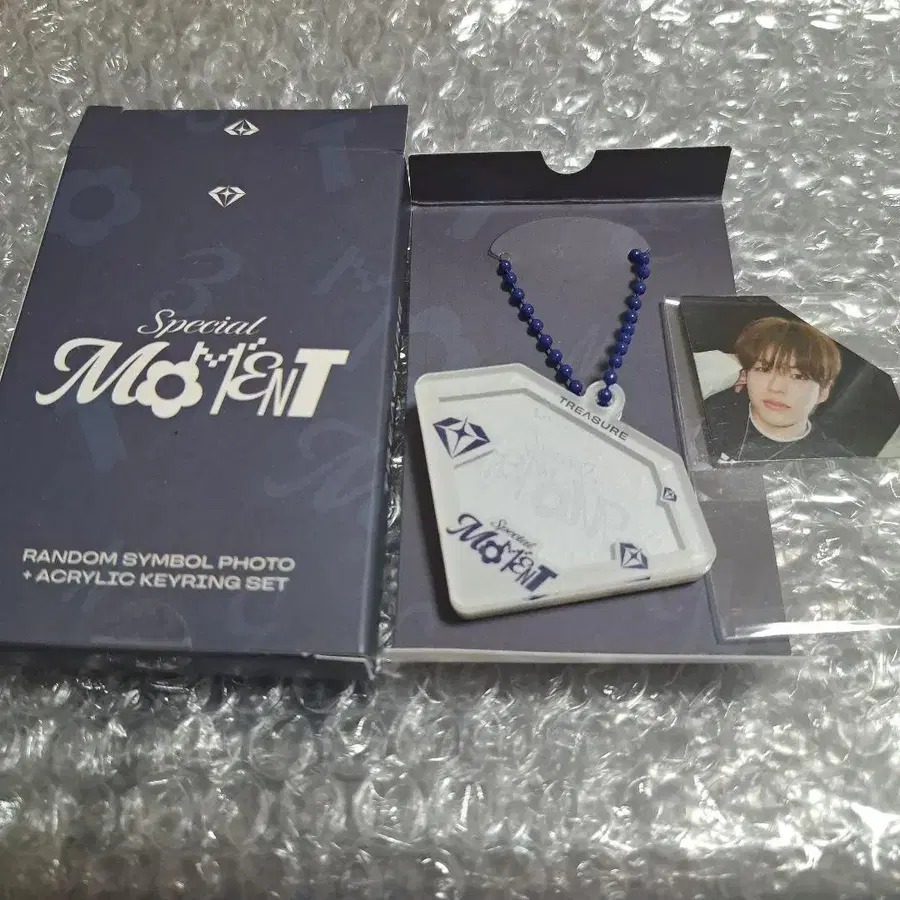 Special
MOMENT
RANDOM SYMBOL PHOTO
+ ACRYLIC KEYRING SET
TREASURE
Special
MOMENT